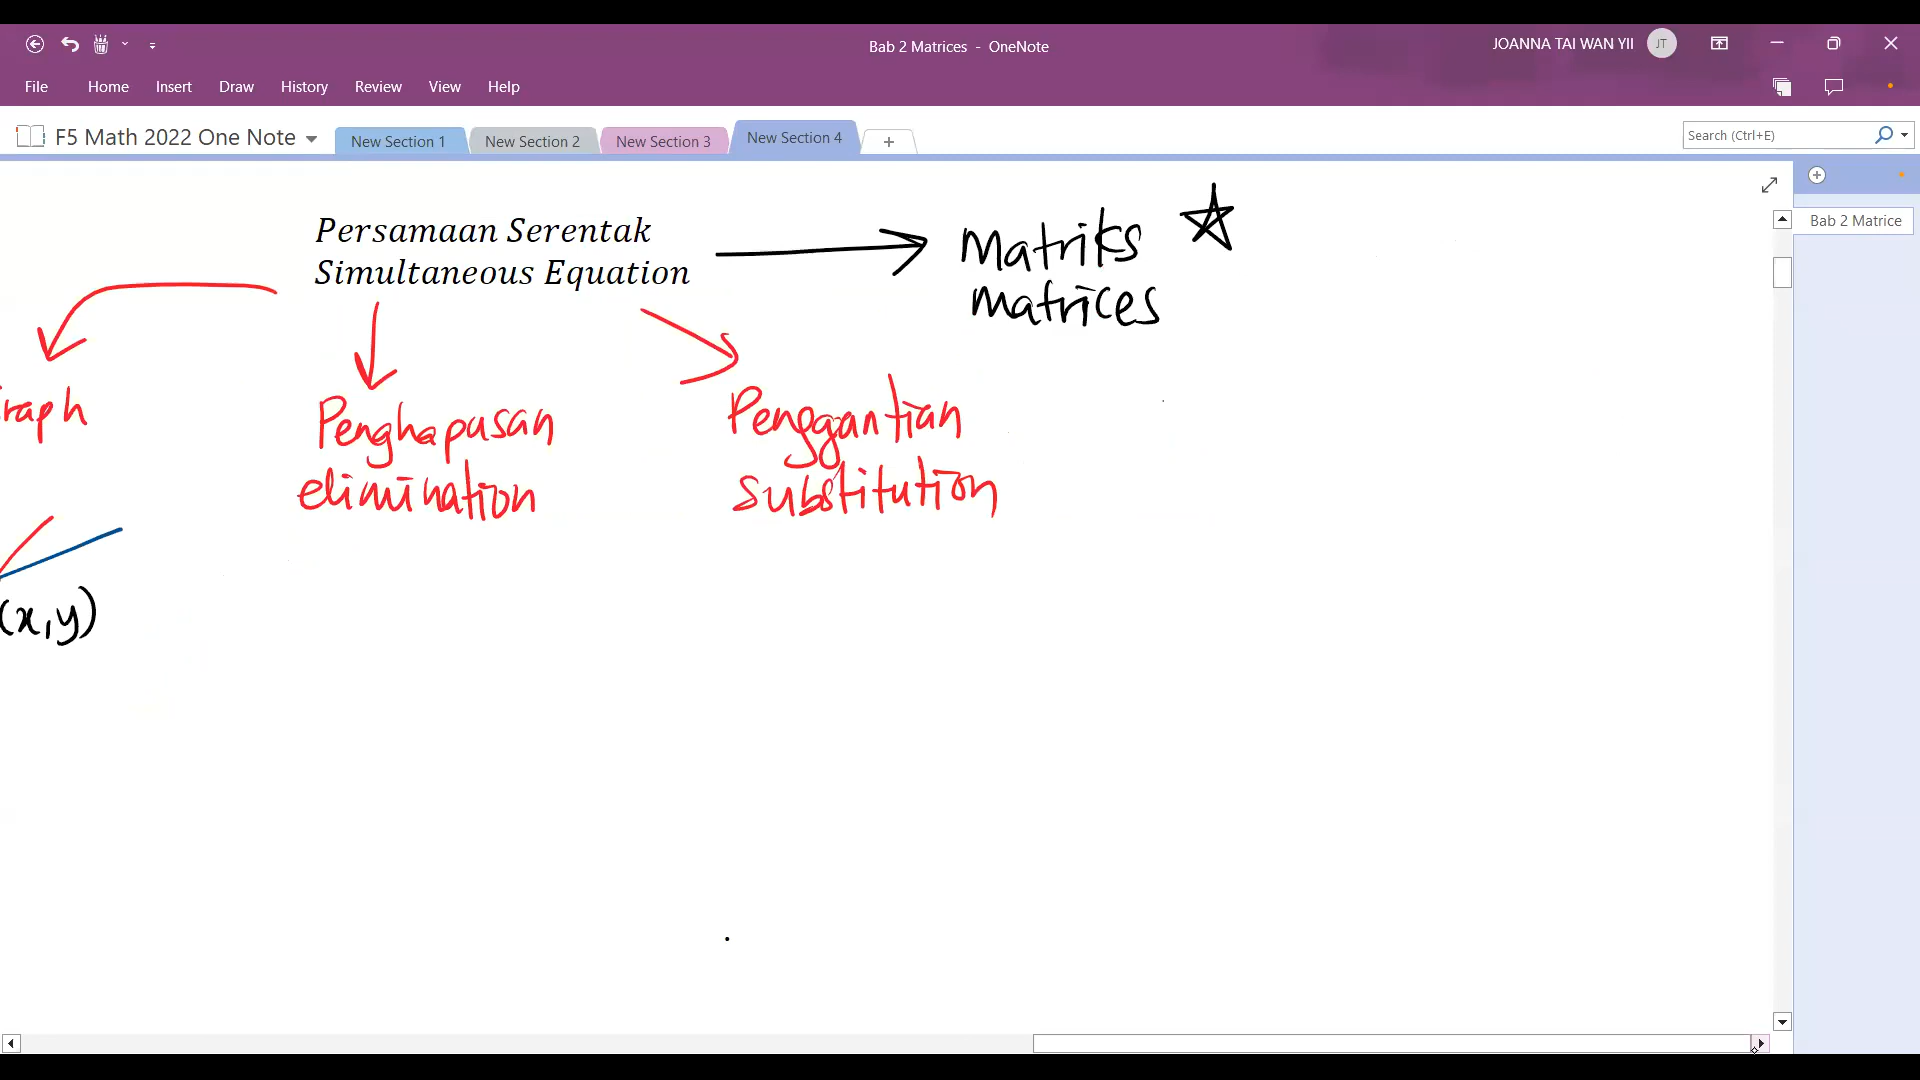 Bab 2 Matrices - OneNote
JOANNA TAI WAN YII
JT
File Home Insert Draw History Review View Help
F5 Math 2022 One Note
New Section 1
New Section 2
New Section 3
New Section 4
Search (Ctrl+E)
Bab 2 Matrice
Persamaan Serentak
Simultaneous Equation
Matriks
matrices
raph
Penghapusan
elimination
Penggantian
substitution
(x,y)